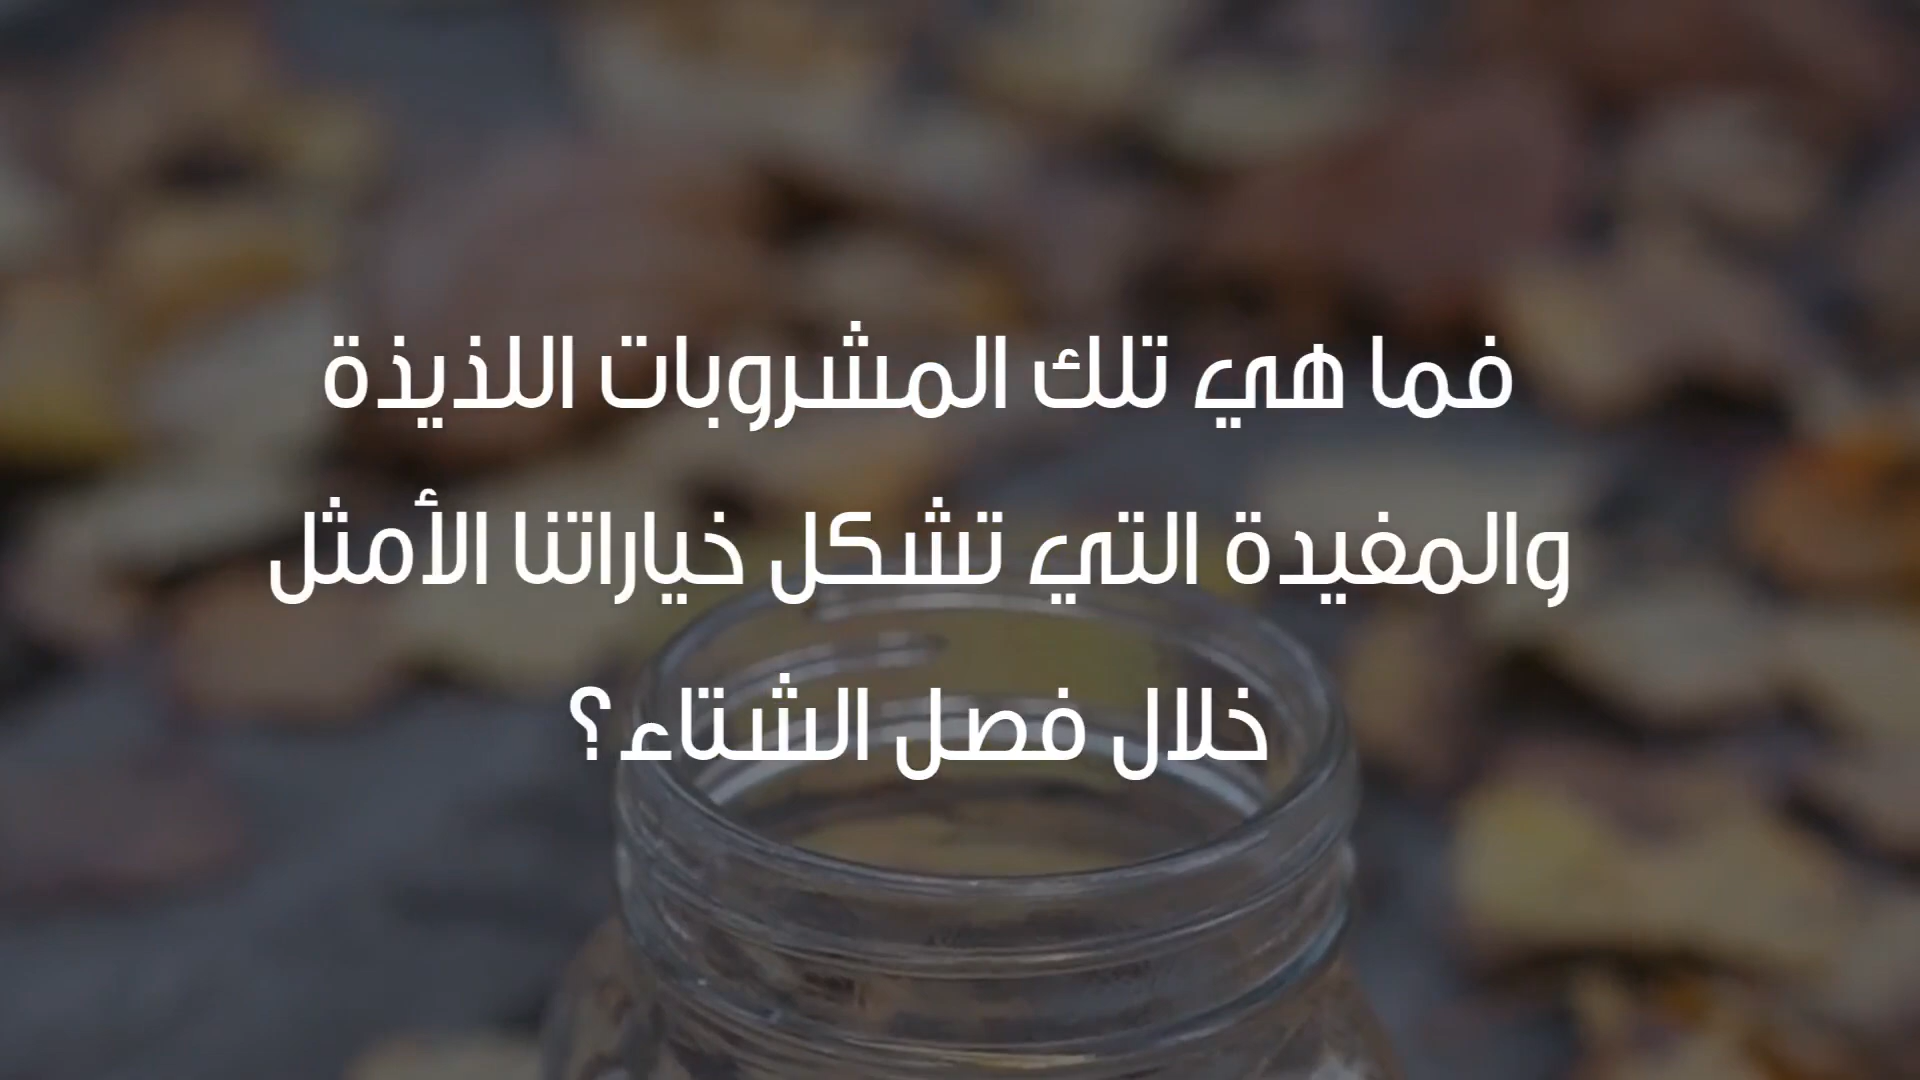 فما هي تلك المشروبات اللذيذة
والمفيدة التي تشكل خياراتنا الأمثل
خلال فصل الشتاء؟